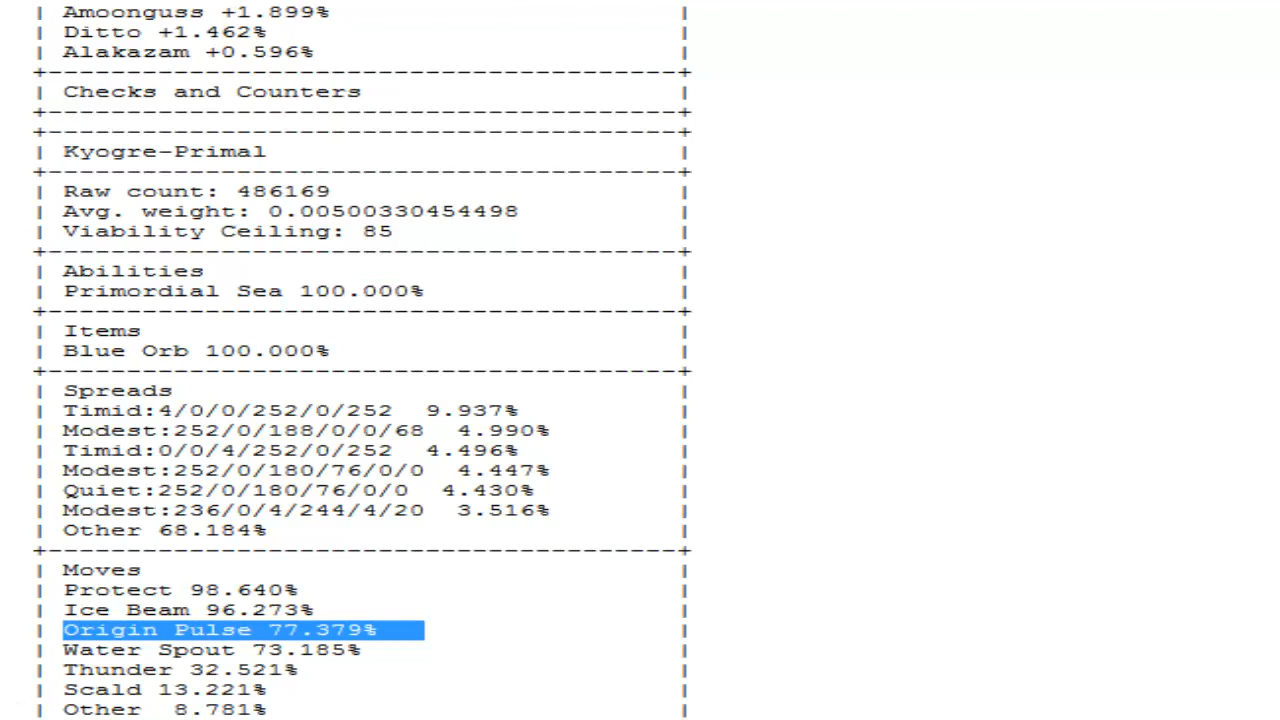 | Amoonguss +1.899% |
| Ditto +1.462% |
| Alakazam +0.596% |
+----------------------------------------+
| Checks and Counters |
+----------------------------------------+
+----------------------------------------+
| Kyogre-Primal |
+----------------------------------------+
| Raw count: 486169 |
| Avg. weight: 0.00500330454498 |
| Viability Ceiling: 85 |
+----------------------------------------+
| Abilities |
| Primordial Sea 100.000% |
+----------------------------------------+
| Items |
| Blue Orb 100.000% |
+----------------------------------------+
| Spreads |
| Timid:4/0/0/252/0/252 9.937% |
| Modest:252/0/188/0/0/68 4.990% |
| Timid:0/0/4/252/0/252 4.496% |
| Modest:252/0/180/76/0/0 4.447% |
| Quiet:252/0/180/76/0/0 4.430% |
| Modest:236/0/4/244/4/20 3.516% |
| Other 68.184% |
+----------------------------------------+
| Moves |
| Protect 98.640% |
| Ice Beam 96.273% |
| Origin Pulse 77.379% |
| Water Spout 73.185% |
| Thunder 32.521% |
| Scald 13.221% |
| Other 8.781% |